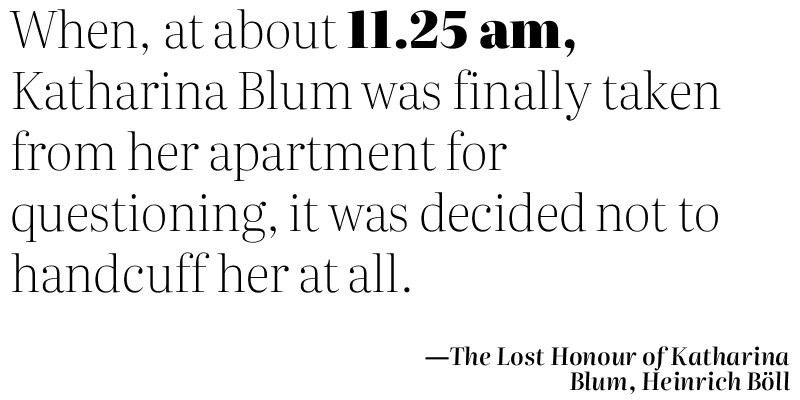 When, at about 11.25 am,
Katharina Blum was finally taken
from her apartment for
questioning, it was decided not to
handcuff her at all.
—The Lost Honour of Katharina
Blum, Heinrich Böll